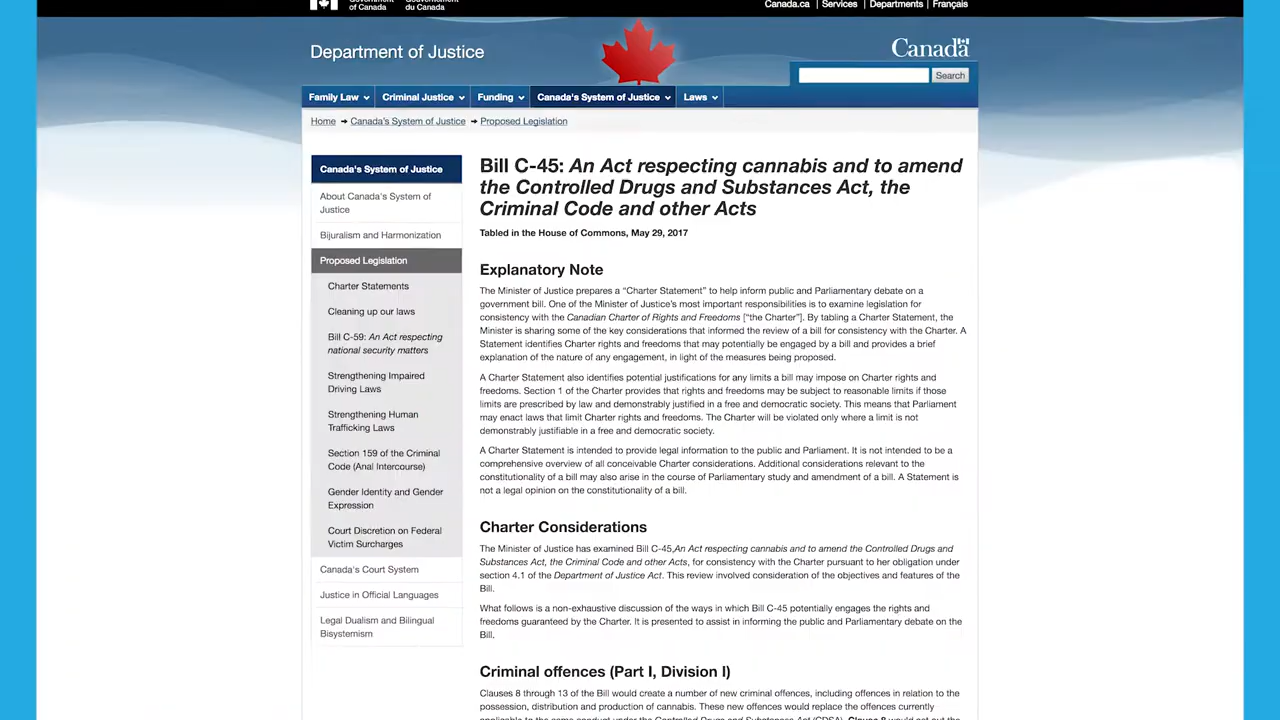 Government Gouvernement
of Canada du Canada
Canada.ca | Services | Departments | Français
Department of Justice
Canada
Search
Family Law Criminal Justice Funding Canada's System of Justice Laws
Home ➔ Canada's System of Justice ➔ Proposed Legislation
Canada's System of Justice
About Canada's System of
Justice
Bijuralism and Harmonization
Proposed Legislation
Charter Statements
Cleaning up our laws
Bill C-59: An Act respecting
national security matters
Strengthening Impaired
Driving Laws
Strengthening Human
Trafficking Laws
Section 159 of the Criminal
Code (Anal Intercourse)
Gender Identity and Gender
Expression
Court Discretion on Federal
Victim Surcharges
Canada's Court System
Justice in Official Languages
Legal Dualism and Bilingual
Bisystemism
Bill C-45: An Act respecting cannabis and to amend
the Controlled Drugs and Substances Act, the
Criminal Code and other Acts
Tabled in the House of Commons, May 29, 2017
Explanatory Note
The Minister of Justice prepares a “Charter Statement” to help inform public and Parliamentary debate on a
government bill. One of the Minister of Justice's most important responsibilities is to examine legislation for
consistency with the Canadian Charter of Rights and Freedoms [“the Charter”]. By tabling a Charter Statement, the
Minister is sharing some of the key considerations that informed the review of a bill for consistency with the Charter. A
Statement identifies Charter rights and freedoms that may potentially be engaged by a bill and provides a brief
explanation of the nature of any engagement, in light of the measures being proposed.
A Charter Statement also identifies potential justifications for any limits a bill may impose on Charter rights and
freedoms. Section 1 of the Charter provides that rights and freedoms may be subject to reasonable limits if those
limits are prescribed by law and demonstrably justified in a free and democratic society. This means that Parliament
may enact laws that limit Charter rights and freedoms. The Charter will be violated only where a limit is not
demonstrably justifiable in a free and democratic society.
A Charter Statement is intended to provide legal information to the public and Parliament. It is not intended to be a
comprehensive overview of all conceivable Charter considerations. Additional considerations relevant to the
constitutionality of a bill may also arise in the course of Parliamentary study and amendment of a bill. A Statement is
not a legal opinion on the constitutionality of a bill.
Charter Considerations
The Minister of Justice has examined Bill C-45,An Act respecting cannabis and to amend the Controlled Drugs and
Substances Act, the Criminal Code and other Acts, for consistency with the Charter pursuant to her obligation under
section 4.1 of the Department of Justice Act. This review involved consideration of the objectives and features of the
Bill.
What follows is a non-exhaustive discussion of the ways in which Bill C-45 potentially engages the rights and
freedoms guaranteed by the Charter. It is presented to assist in informing the public and Parliamentary debate on the
Bill.
Criminal offences (Part I, Division I)
Clauses 8 through 13 of the Bill would create a number of new criminal offences, including offences in relation to the
possession, distribution and production of cannabis. These new offences would replace the offences currently
applicable to the same conduct under the Controlled Drugs and Substances Act (CDSA). Clause 8 would set out the